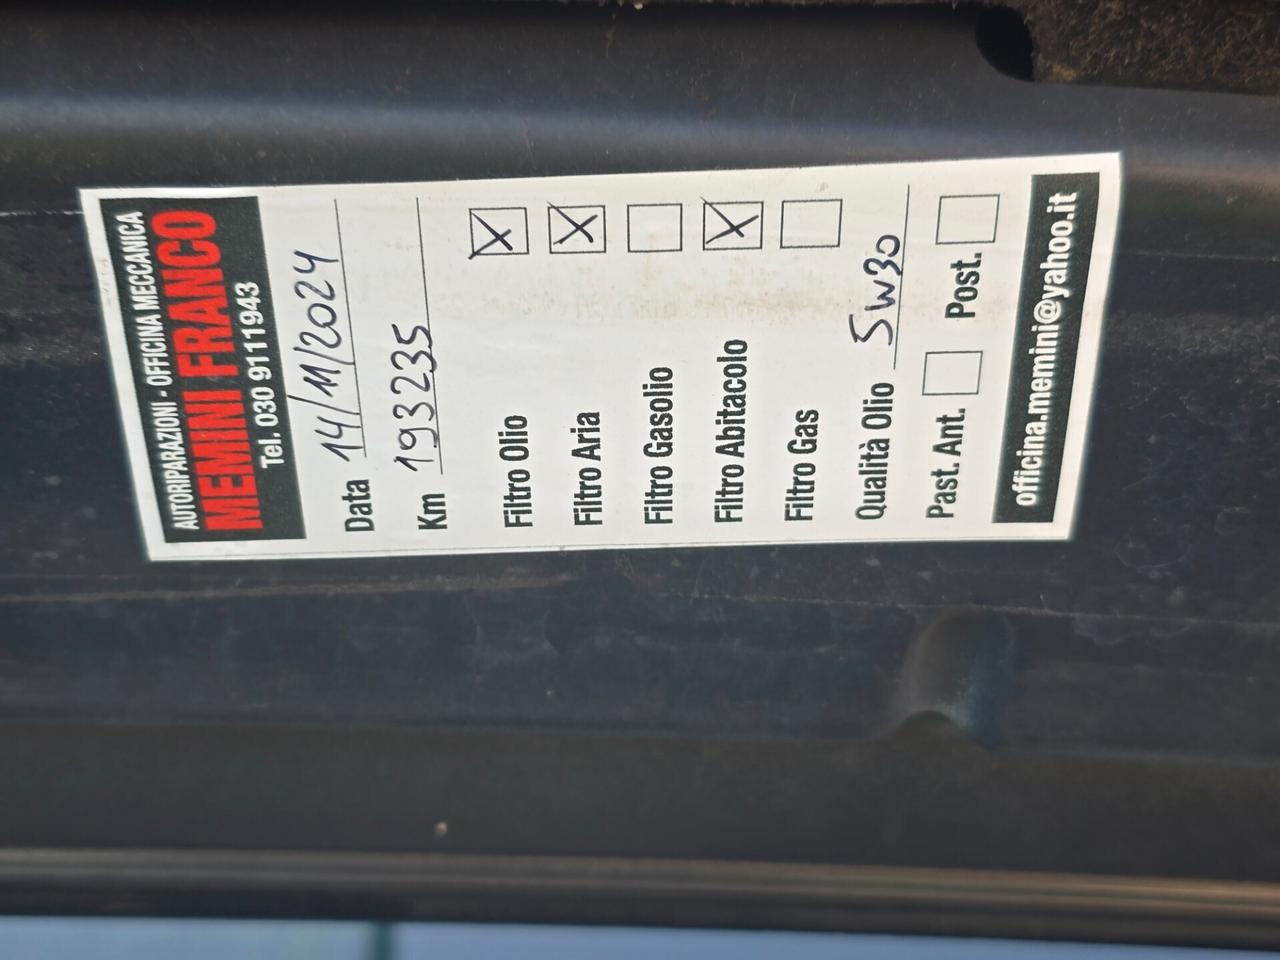 AUTORIPARAZIONI - OFFICINA MECCANICA
MEMINI FRANCO
Tel. 030 9111943
Data 14/11/2024
Km 193235
Filtro Olio X
Filtro Aria X
Filtro Gasolio
Filtro Abitacolo X
Filtro Gas
Qualità Olio 5W30
Past. Ant. Post.
officina.memini@yahoo.it